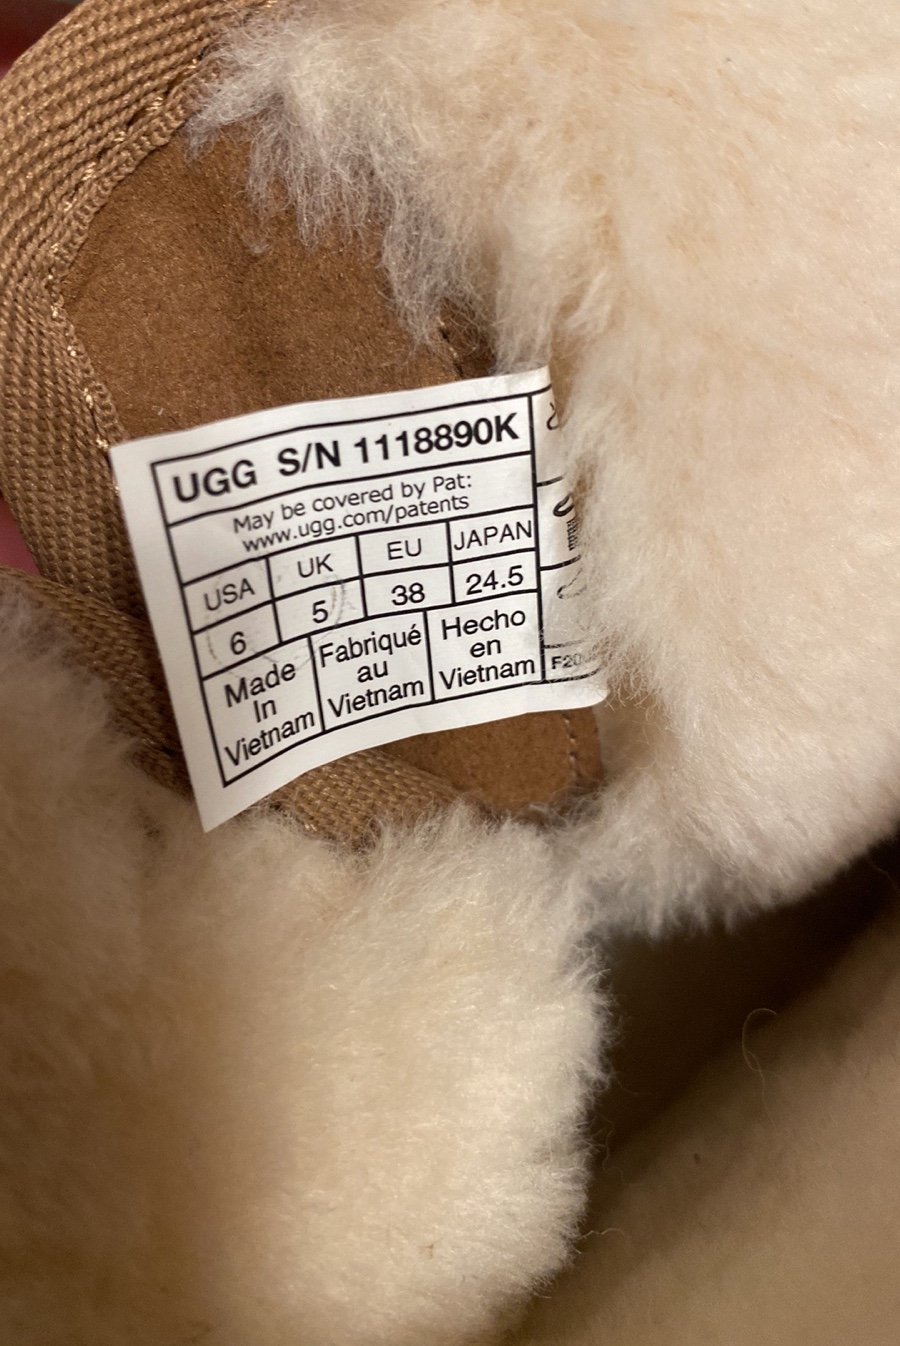 UGG S/N 1118890K
May be covered by Pat:
www.ugg.com/patents
USA UK EU JAPAN
6 5 38 24.5
Made In Vietnam
Fabriqué au Vietnam
Hecho en Vietnam